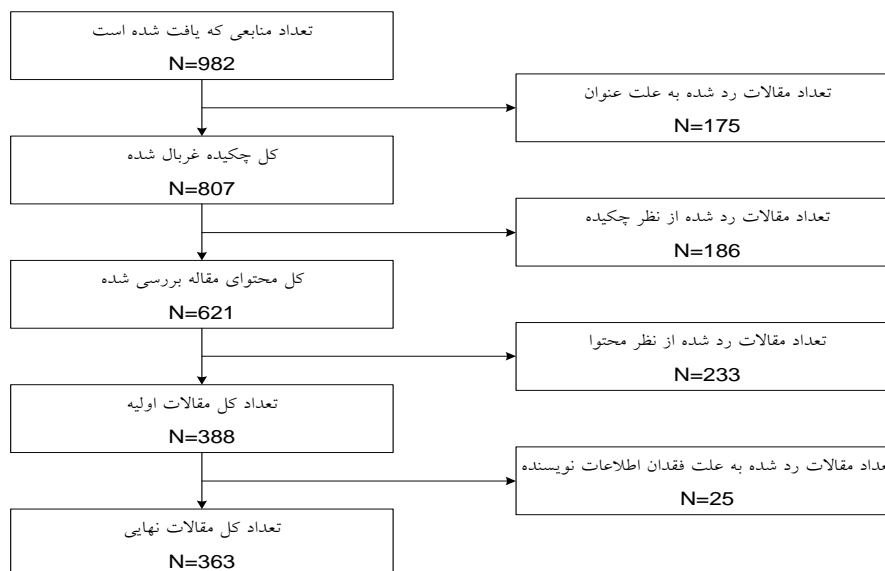 تعداد منابعی که یافت شده است
N=982
تعداد مقالات رد شده به علت عنوان
N=175
کل چکیده غربال شده
N=807
تعداد مقالات رد شده از نظر چکیده
N=186
کل محتوای مقاله بررسی شده
N=621
تعداد مقالات رد شده از نظر محتوا
N=233
تعداد کل مقالات اولیه
N=388
عداد مقالات رد شده به علت فقدان اطلاعات نویسنده
N=25
تعداد کل مقالات نهایی
N=363